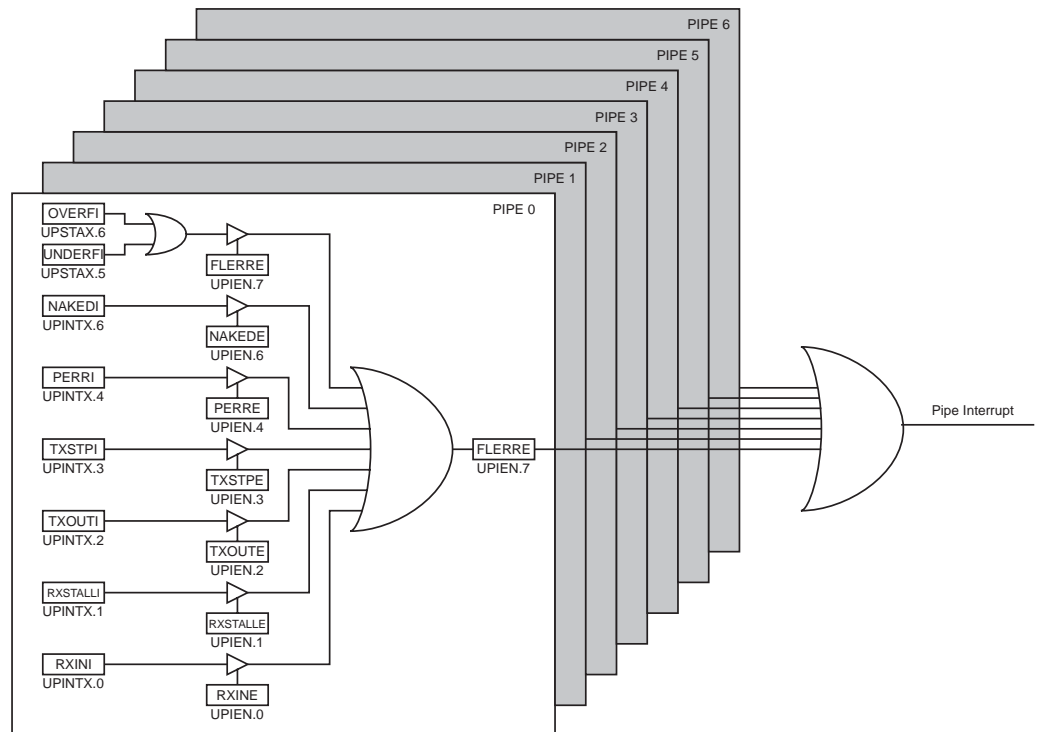 PIPE 6
PIPE 5
PIPE 4
PIPE 3
PIPE 2
PIPE 1
PIPE 0
OVERFI
UPSTAX.6
UNDERFI
UPSTAX.5
FLERRE
UPIEN.7
NAKEDI
UPINTX.6
NAKEDE
UPIEN.6
PERRI
UPINTX.4
PERRE
UPIEN.4
TXSTPI
UPINTX.3
TXSTPE
UPIEN.3
TXOUTI
UPINTX.2
TXOUTE
UPIEN.2
RXSTALLI
UPINTX.1
RXSTALLE
UPIEN.1
RXINI
UPINTX.0
RXINE
UPIEN.0
FLERRE
UPIEN.7
Pipe Interrupt